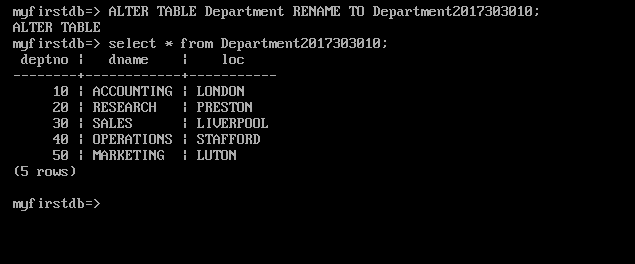 myfirstdb=> ALTER TABLE Department RENAME TO Department2017303010;
ALTER TABLE
myfirstdb=> select * from Department2017303010;
 deptno ¦   dname    ¦    loc
--------+------------+-----------
     10 ¦ ACCOUNTING ¦ LONDON
     20 ¦ RESEARCH   ¦ PRESTON
     30 ¦ SALES      ¦ LIVERPOOL
     40 ¦ OPERATIONS ¦ STAFFORD
     50 ¦ MARKETING  ¦ LUTON
(5 rows)
myfirstdb=>